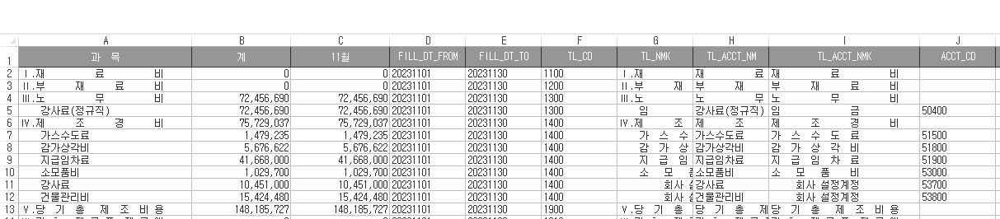 A B C D E F G H I J
1 과 목 계 11월 FILL_DT_FROM FILL_DT_TO TL_CD TL_NMK TL_ACCT_NM TL_ACCT_NMK ACCT_CD
2 Ⅰ.재 료 비 0 0 20231101 20231130 1100 Ⅰ.재 재 료 재 료 비
3 Ⅱ.부 재 료 비 0 0 20231101 20231130 1200 Ⅱ.부 재 부 재 료 부 재 료 비
4 Ⅲ.노 무 비 72,456,690 72,456,690 20231101 20231130 1300 Ⅲ.노 노 무 노 무 비
5 강사료(정규직) 72,456,690 72,456,690 20231101 20231130 1300 임 강사료(정규직) 임 금 50400
6 Ⅳ.제 조 경 비 75,729,037 75,729,037 20231101 20231130 1400 Ⅳ.제 제 조 제 조 경 비
7 가스수도료 1,479,235 1,479,235 20231101 20231130 1400 가 스 수 가스수도료 가 스 수 도 료 51500
8 감가상각비 5,676,622 5,676,622 20231101 20231130 1400 감 가 상 감가상각비 감 가 상 각 비 51800
9 지급임차료 41,668,000 41,668,000 20231101 20231130 1400 지 급 임 지급임차료 지 급 임 차 료 51900
10 소모품비 1,029,700 1,029,700 20231101 20231130 1400 소 모 소모품비 소 모 품 비 53000
11 강사료 10,451,000 10,451,000 20231101 20231130 1400 회사 강사료 회사 설정계정 53700
12 건물관리비 15,424,480 15,424,480 20231101 20231130 1400 회사 건물관리비 회사 설정계정 53800
13 Ⅴ.당 기 총 제 조 비 용 148,185,727 148,185,727 20231101 20231130 1900 Ⅴ.당 기 총 당 기 총 제 당 기 총 제 조 비 용